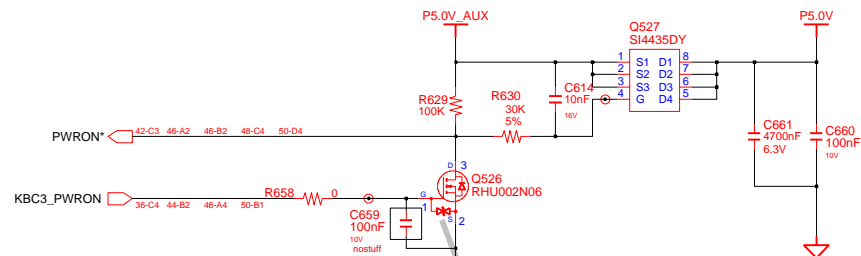 P5.0V_AUX
Q527
SI4435DY
P5.0V
1 S1 D1 8
2 S2 D2 7
3 S3 D3 6
4 G D4 5
R629
100K
R630
30K
5%
C614
10nF
16V
C661
4700nF
6.3V
C660
100nF
10V
PWRON*
42-C3 46-A2 46-B2 48-C4 50-D4
D 3
Q526
RHU002N06
KBC3_PWRON
36-C4 44-B2 46-A4 50-B1
R658 0
G
1
S
2
C659
100nF
10V
nostuff